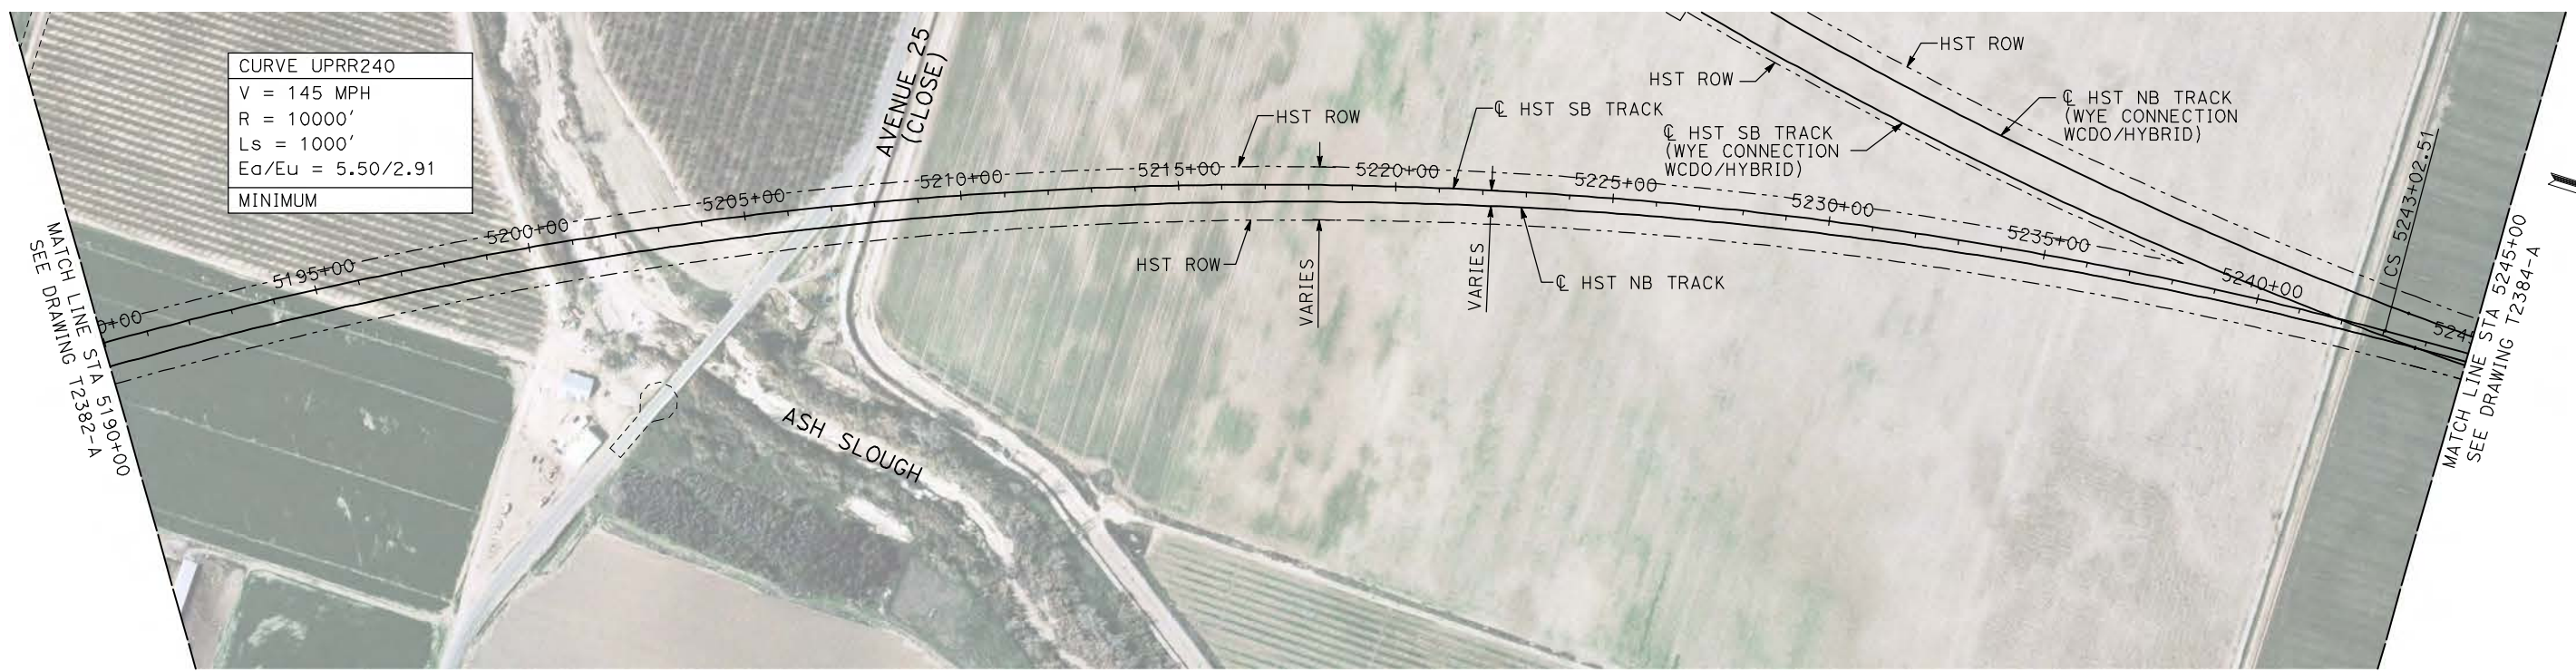 CURVE UPRR240
V = 145 MPH
R = 10000'
Ls = 1000'
Ea/Eu = 5.50/2.91
MINIMUM
AVENUE 25
(CLOSE)
HST ROW
HST ROW
℄ HST NB TRACK
(WYE CONNECTION
WCDO/HYBRID)
HST ROW
℄ HST SB TRACK
℄ HST SB TRACK
(WYE CONNECTION
WCDO/HYBRID)
0+00
5195+00
5200+00
5205+00
5210+00
5215+00
5220+00
5225+00
5230+00
5235+00
5240+00
524
CS 5243+02.51
HST ROW
VARIES
VARIES
℄ HST NB TRACK
ASH SLOUGH
MATCH LINE STA 5190+00
SEE DRAWING T2382-A
MATCH LINE STA 5245+00
SEE DRAWING T2384-A